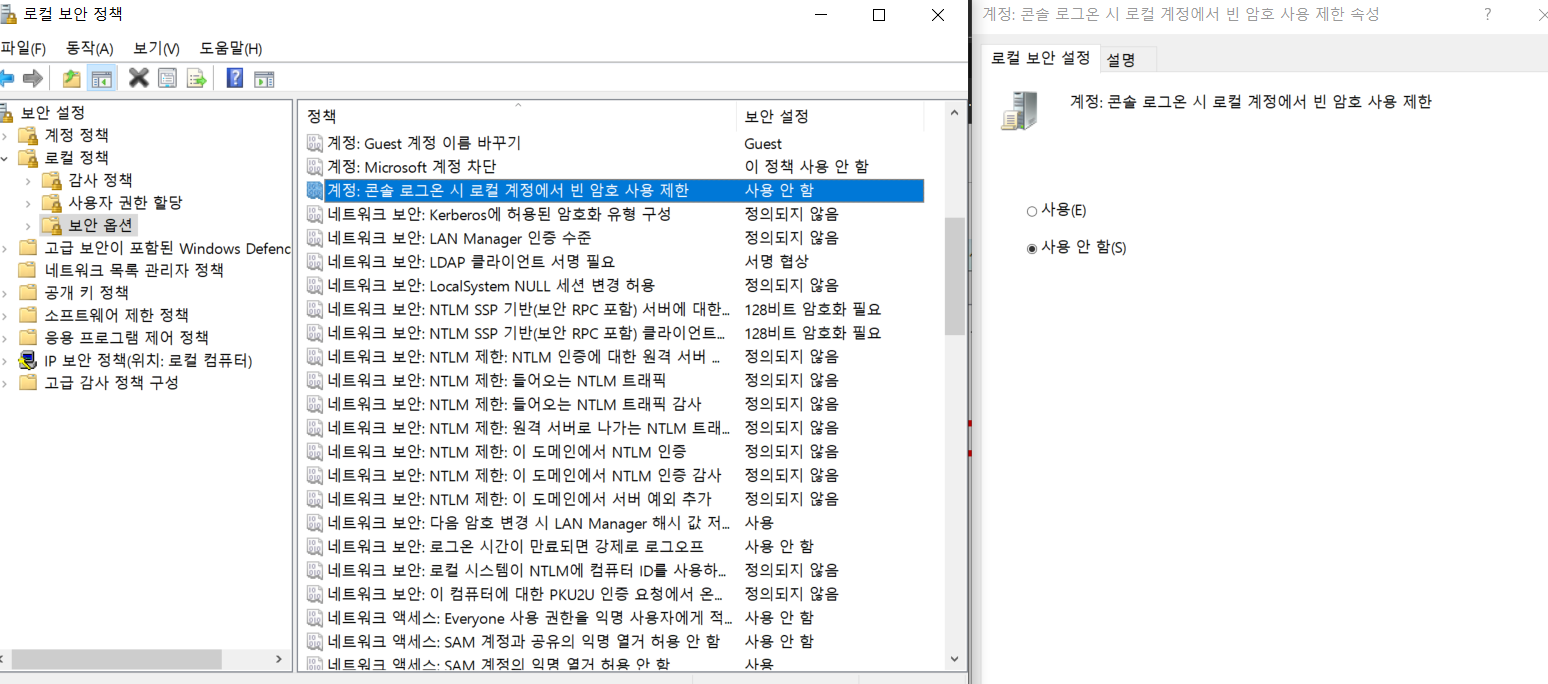 로컬 보안 정책
파일(F) 동작(A) 보기(V) 도움말(H)
보안 설정
계정 정책
로컬 정책
감사 정책
사용자 권한 할당
보안 옵션
고급 보안이 포함된 Windows Defenc
네트워크 목록 관리자 정책
공개 키 정책
소프트웨어 제한 정책
응용 프로그램 제어 정책
IP 보안 정책(위치: 로컬 컴퓨터)
고급 감사 정책 구성
정책 보안 설정
계정: Guest 계정 이름 바꾸기 Guest
계정: Microsoft 계정 차단 이 정책 사용 안 함
계정: 콘솔 로그온 시 로컬 계정에서 빈 암호 사용 제한 사용 안 함
네트워크 보안: Kerberos에 허용된 암호화 유형 구성 정의되지 않음
네트워크 보안: LAN Manager 인증 수준 정의되지 않음
네트워크 보안: LDAP 클라이언트 서명 필요 서명 협상
네트워크 보안: LocalSystem NULL 세션 변경 허용 정의되지 않음
네트워크 보안: NTLM SSP 기반(보안 RPC 포함) 서버에 대한... 128비트 암호화 필요
네트워크 보안: NTLM SSP 기반(보안 RPC 포함) 클라이언트... 128비트 암호화 필요
네트워크 보안: NTLM 제한: NTLM 인증에 대한 원격 서버 ... 정의되지 않음
네트워크 보안: NTLM 제한: 들어오는 NTLM 트래픽 정의되지 않음
네트워크 보안: NTLM 제한: 들어오는 NTLM 트래픽 감사 정의되지 않음
네트워크 보안: NTLM 제한: 원격 서버로 나가는 NTLM 트래... 정의되지 않음
네트워크 보안: NTLM 제한: 이 도메인에서 NTLM 인증 정의되지 않음
네트워크 보안: NTLM 제한: 이 도메인에서 NTLM 인증 감사 정의되지 않음
네트워크 보안: NTLM 제한: 이 도메인에서 서버 예외 추가 정의되지 않음
네트워크 보안: 다음 암호 변경 시 LAN Manager 해시 값 저... 사용
네트워크 보안: 로그온 시간이 만료되면 강제로 로그오프 사용 안 함
네트워크 보안: 로컬 시스템이 NTLM에 컴퓨터 ID를 사용하... 정의되지 않음
네트워크 보안: 이 컴퓨터에 대한 PKU2U 인증 요청에서 온... 정의되지 않음
네트워크 액세스: Everyone 사용 권한을 익명 사용자에게 적... 사용 안 함
네트워크 액세스: SAM 계정과 공유의 익명 열거 허용 안 함 사용 안 함
네트워크 액세스: SAM 계정의 익명 열거 허용 안 함 사용
계정: 콘솔 로그온 시 로컬 계정에서 빈 암호 사용 제한 속성
로컬 보안 설정 설명
계정: 콘솔 로그온 시 로컬 계정에서 빈 암호 사용 제한
사용(E)
사용 안 함(S)